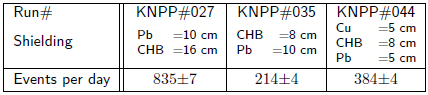 Run# KNPP#027 KNPP#035 KNPP#044
Shielding Pb =10 cm CHB =8 cm Cu =5 cm
CHB =16 cm Pb =10 cm CHB =8 cm
Pb =5 cm
Events per day 835±7 214±4 384±4